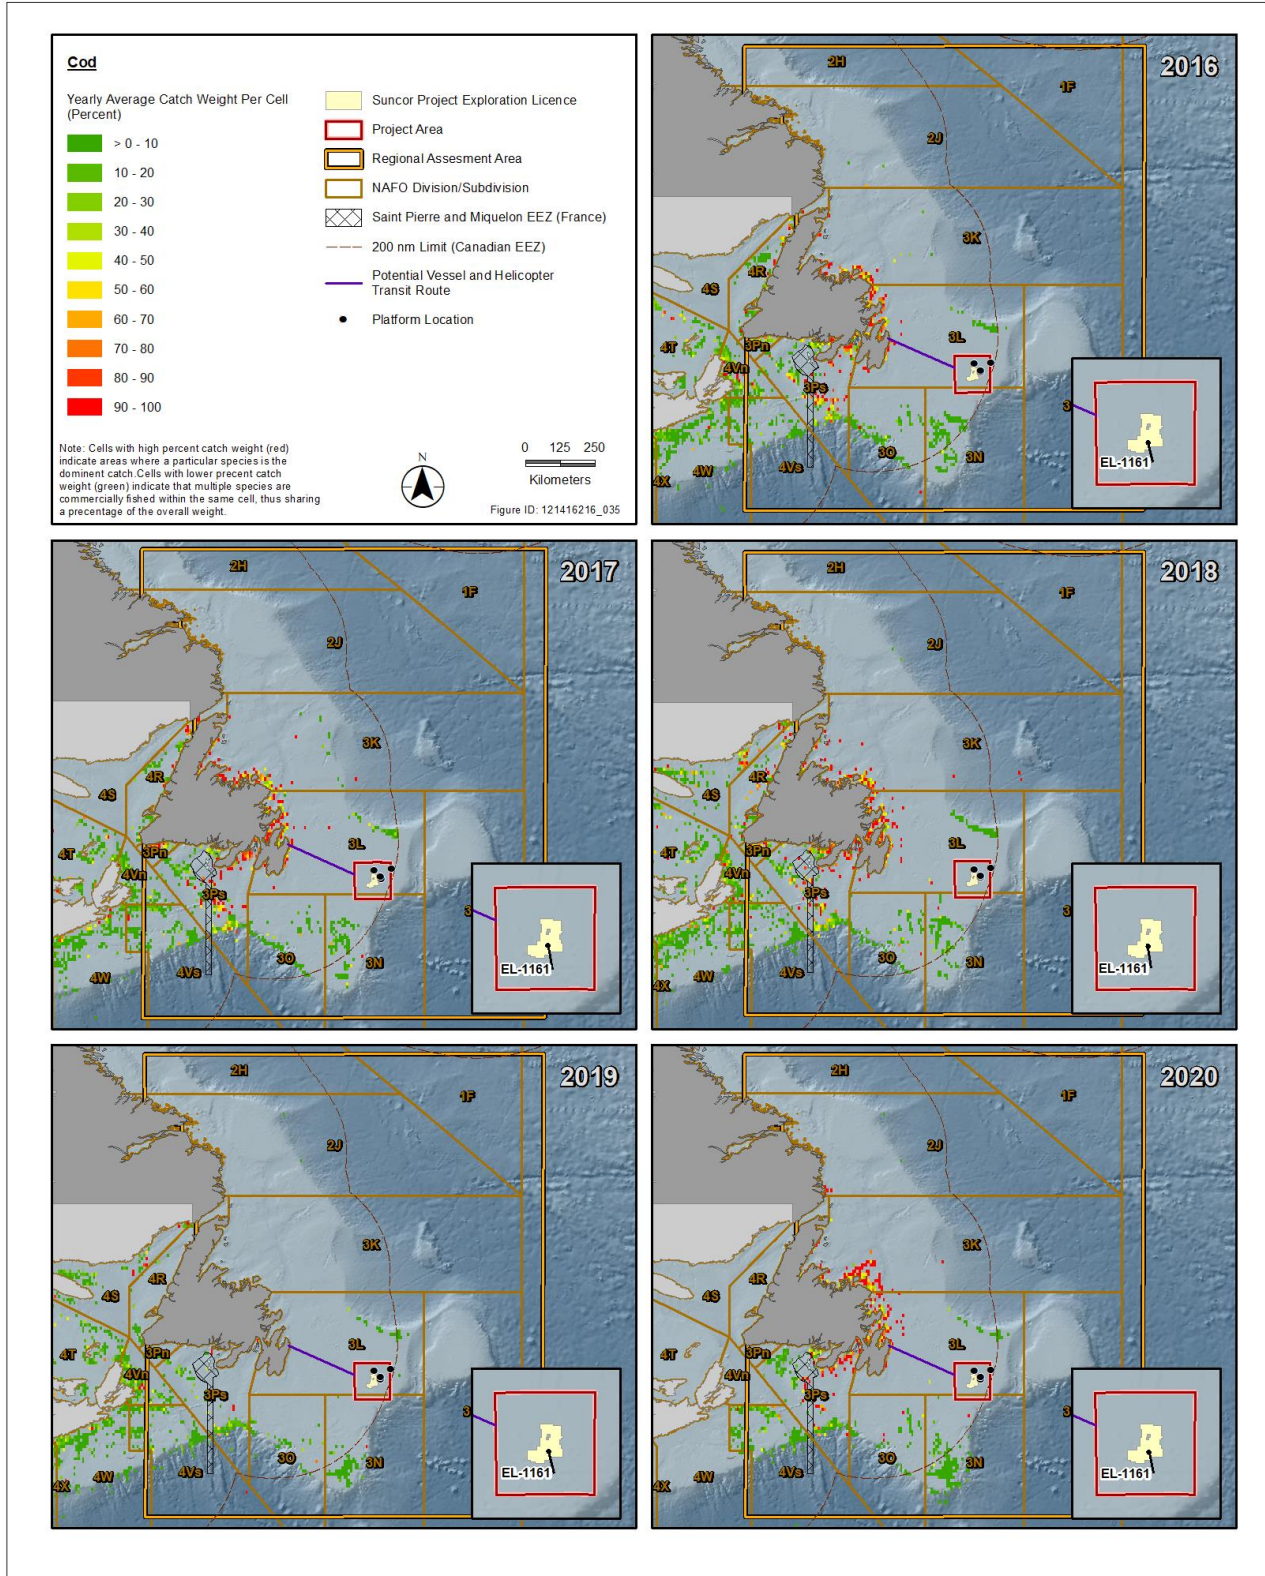 Cod
Yearly Average Catch Weight Per Cell
(Percent)
> 0 - 10
10 - 20
20 - 30
30 - 40
40 - 50
50 - 60
60 - 70
70 - 80
80 - 90
90 - 100
Suncor Project Exploration Licence
Project Area
Regional Assesment Area
NAFO Division/Subdivision
Saint Pierre and Miquelon EEZ (France)
200 nm Limit (Canadian EEZ)
Potential Vessel and Helicopter
Transit Route
Platform Location
Note: Cells with high percent catch weight (red)
indicate areas where a particular species is the
dominant catch.Cells with lower precent catch
weight (green) indicate that multiple species are
commercially fished within the same cell, thus sharing
a precentage of the overall weight.
N
0 125 250
Kilometers
Figure ID: 121416216_035
2016
2H
1F
2J
3K
4R
4S
3L
4T
3Pn
4Vn
3Ps
3
EL-1161
3O
3N
4W
4Vs
4X
2017
2H
1F
2J
3K
4R
4S
3L
4T
3Pn
4Vn
3Ps
3
EL-1161
3O
3N
4W
4Vs
2018
2H
1F
2J
3K
4R
4S
3L
4T
3Pn
4Vn
3Ps
3
EL-1161
3O
3N
4W
4Vs
4X
2019
2H
1F
2J
3K
4R
4S
3L
4T
3Pn
4Vn
3Ps
3
EL-1161
3O
3N
4W
4Vs
4X
2020
2H
1F
2J
3K
4R
4S
3L
4T
3Pn
4Vn
3Ps
3
EL-1161
3O
3N
4W
4Vs
4X